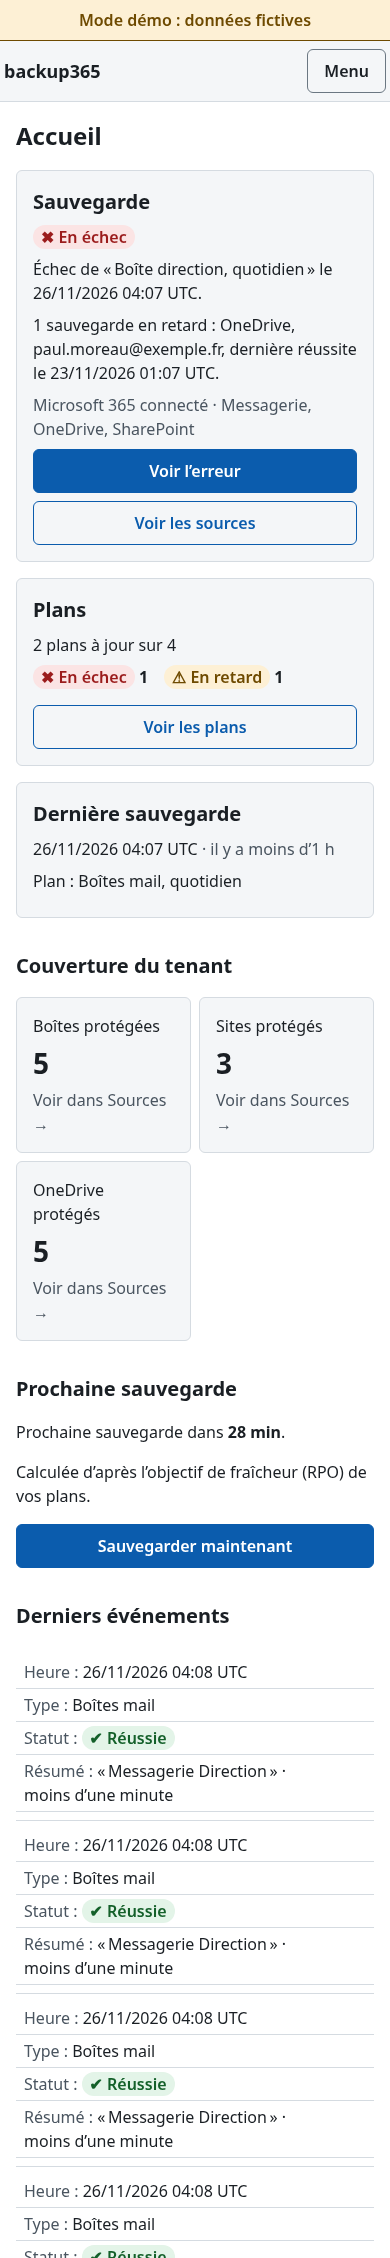 Mode démo : données fictives
backup365
Menu
Accueil
Sauvegarde
✖ En échec
Échec de « Boîte direction, quotidien » le
26/11/2026 04:07 UTC.
1 sauvegarde en retard : OneDrive,
paul.moreau@exemple.fr, dernière réussite
le 23/11/2026 01:07 UTC.
Microsoft 365 connecté · Messagerie,
OneDrive, SharePoint
Voir l’erreur
Voir les sources
Plans
2 plans à jour sur 4
✖ En échec 1 ⚠ En retard 1
Voir les plans
Dernière sauvegarde
26/11/2026 04:07 UTC · il y a moins d’1 h
Plan : Boîtes mail, quotidien
Couverture du tenant
Boîtes protégées
5
Voir dans Sources
→
Sites protégés
3
Voir dans Sources
→
OneDrive
protégés
5
Voir dans Sources
→
Prochaine sauvegarde
Prochaine sauvegarde dans 28 min.
Calculée d’après l’objectif de fraîcheur (RPO) de
vos plans.
Sauvegarder maintenant
Derniers événements
Heure : 26/11/2026 04:08 UTC
Type : Boîtes mail
Statut : ✔ Réussie
Résumé : « Messagerie Direction » ·
moins d’une minute
Heure : 26/11/2026 04:08 UTC
Type : Boîtes mail
Statut : ✔ Réussie
Résumé : « Messagerie Direction » ·
moins d’une minute
Heure : 26/11/2026 04:08 UTC
Type : Boîtes mail
Statut : ✔ Réussie
Résumé : « Messagerie Direction » ·
moins d’une minute
Heure : 26/11/2026 04:08 UTC
Type : Boîtes mail
Statut : ✔ Réussie